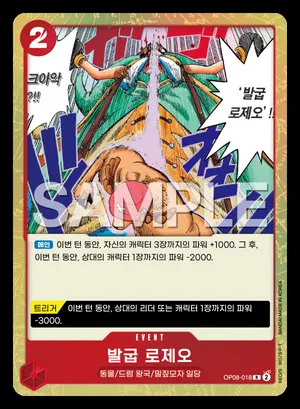 2
크아악
?!!
'발굽
로제오'!!
SAMPLE
메인 이번 턴 동안, 자신의 캐릭터 3장까지의 파워 +1000. 그 후,
이번 턴 동안, 상대의 캐릭터 1장까지의 파워 -2000.
트리거 이번 턴 동안, 상대의 리더 또는 캐릭터 1장까지의 파워
-3000.
EVENT
발굽 로제오
동물/드럼 왕국/밀짚모자 일당
OP08-018 R 2